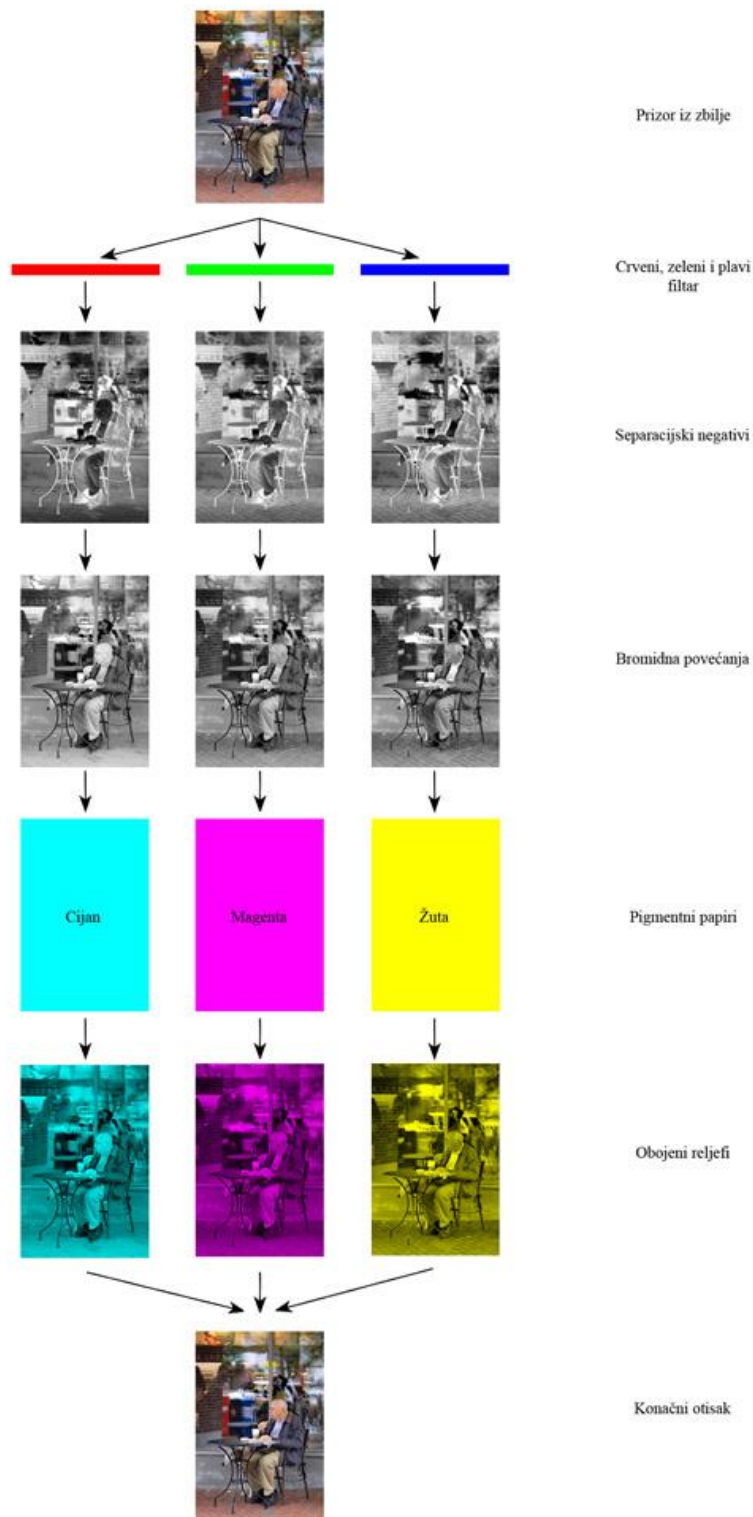 Prizor iz zbilje
Crveni, zeleni i plavi
filtar
Separacijski negativi
Bromidna povećanja
Cijan
Magenta
Žuta
Pigmentni papiri
Obojeni reljefi
Konačni otisak